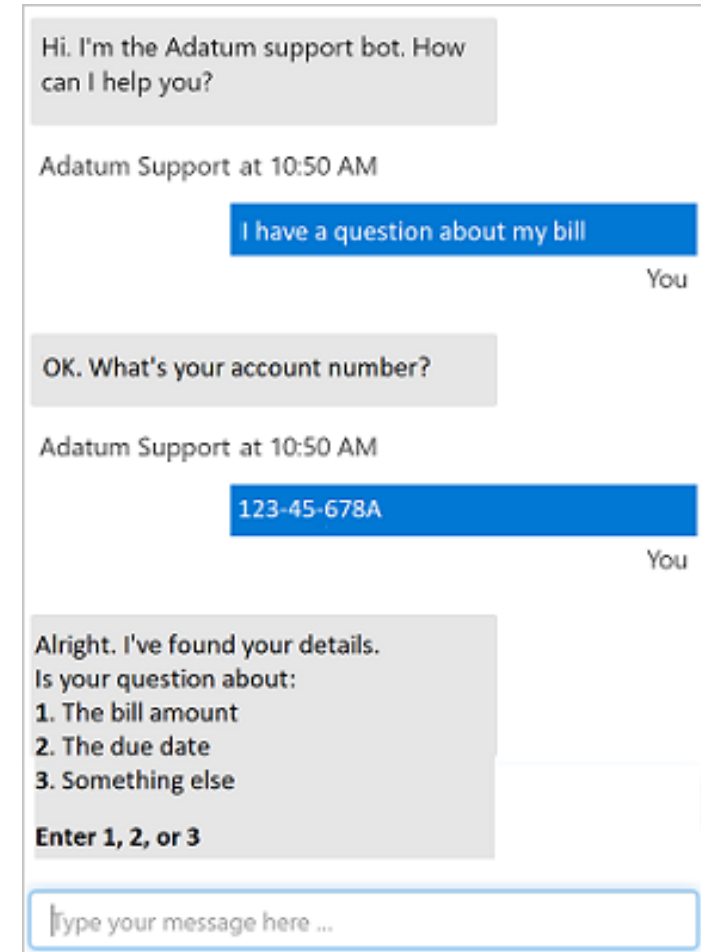 Hi. I'm the Adatum support bot. How
can I help you?
Adatum Support at 10:50 AM
I have a question about my bill
You
OK. What's your account number?
Adatum Support at 10:50 AM
123-45-678A
You
Alright. I've found your details.
Is your question about:
1. The bill amount
2. The due date
3. Something else
Enter 1, 2, or 3
Type your message here ...